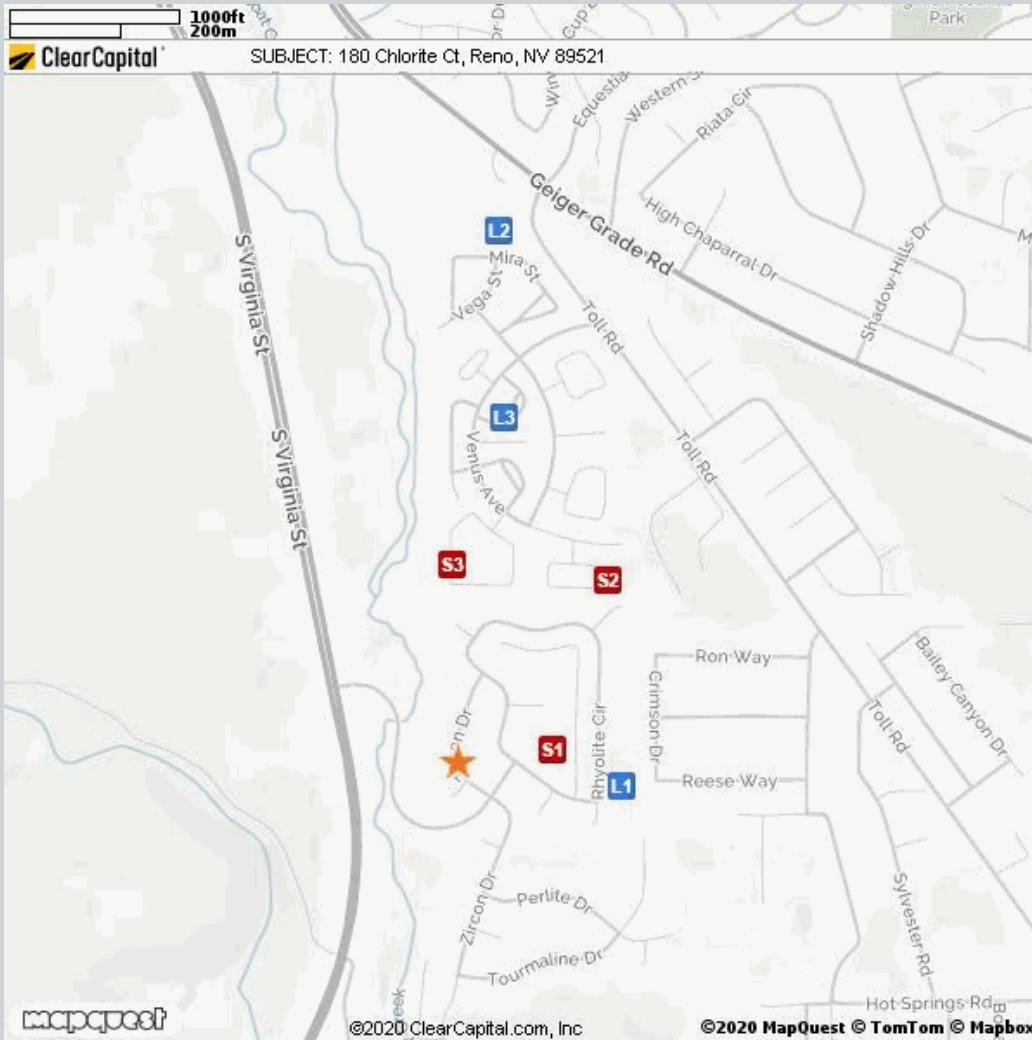 1000ft
200m
Park
ClearCapital
SUBJECT: 180 Chlorite Ct, Reno, NV 89521
Western
Riata Cir
Geiger Grade Rd
High Chaparral Dr
Shadow Hills Dr
L2
Mira St
Vega St
S Virginia St
Toll Rd
L3
S Virginia St
Venus Ave
Toll Rd
S3
S2
Ron Way
Crimson Dr
Bailey Canyon Dr
Toll Rd
S1
Rhyolite Cir
L1
Reese Way
Zircon Dr
Perlite Dr
Sylvester Rd
Tourmaline Dr
Hot Springs Rd
mapquest
©2020 ClearCapital.com, Inc
©2020 MapQuest © TomTom © Mapbox